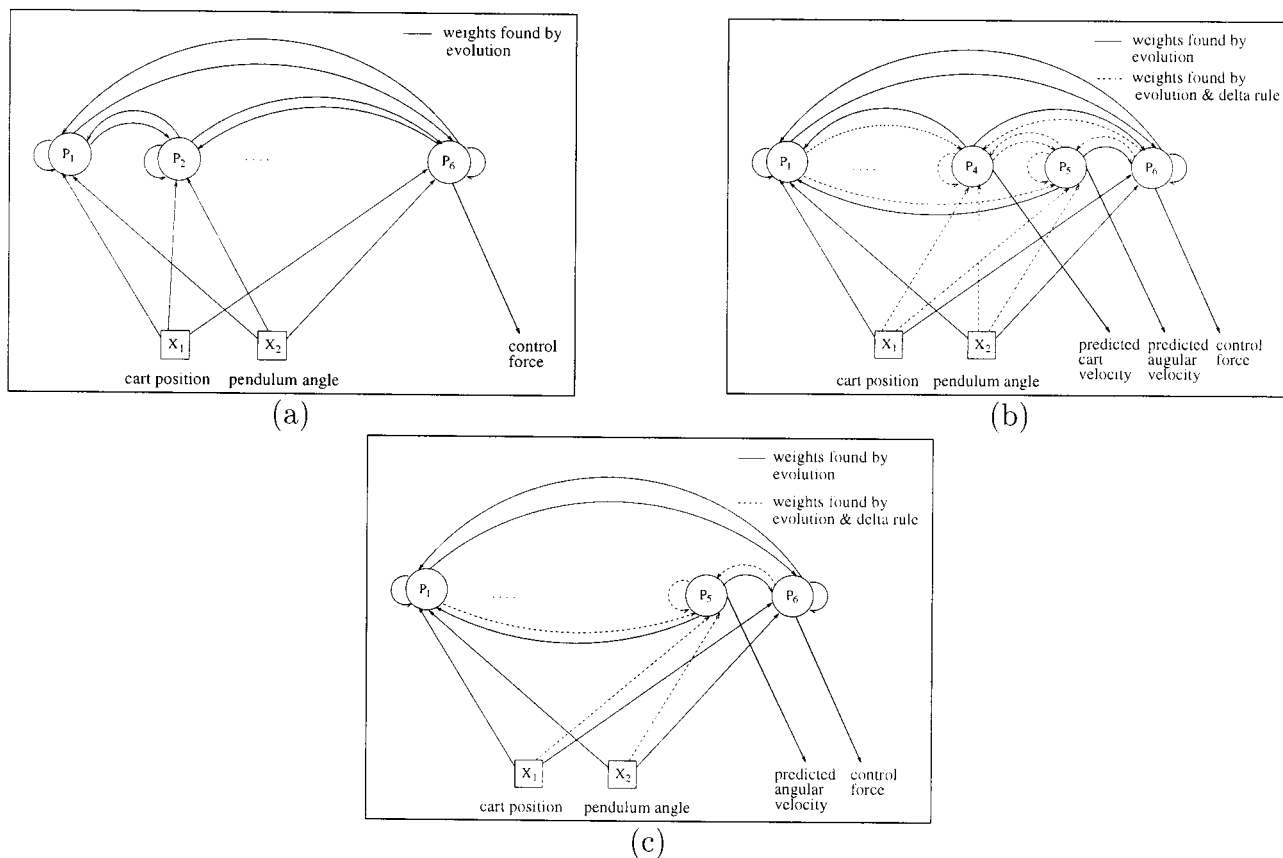 weights found by
evolution
P1
P2
....
P6
X1
X2
control
force
cart position
pendulum angle
(a)
weights found by
evolution
weights found by
evolution & delta rule
P1
....
P4
P5
P6
X1
X2
predicted
cart
velocity
predicted
augular
velocity
control
force
cart position
pendulum angle
(b)
weights found by
evolution
weights found by
evolution & delta rule
P1
....
P5
P6
X1
X2
predicted
angular
velocity
control
force
cart position
pendulum angle
(c)